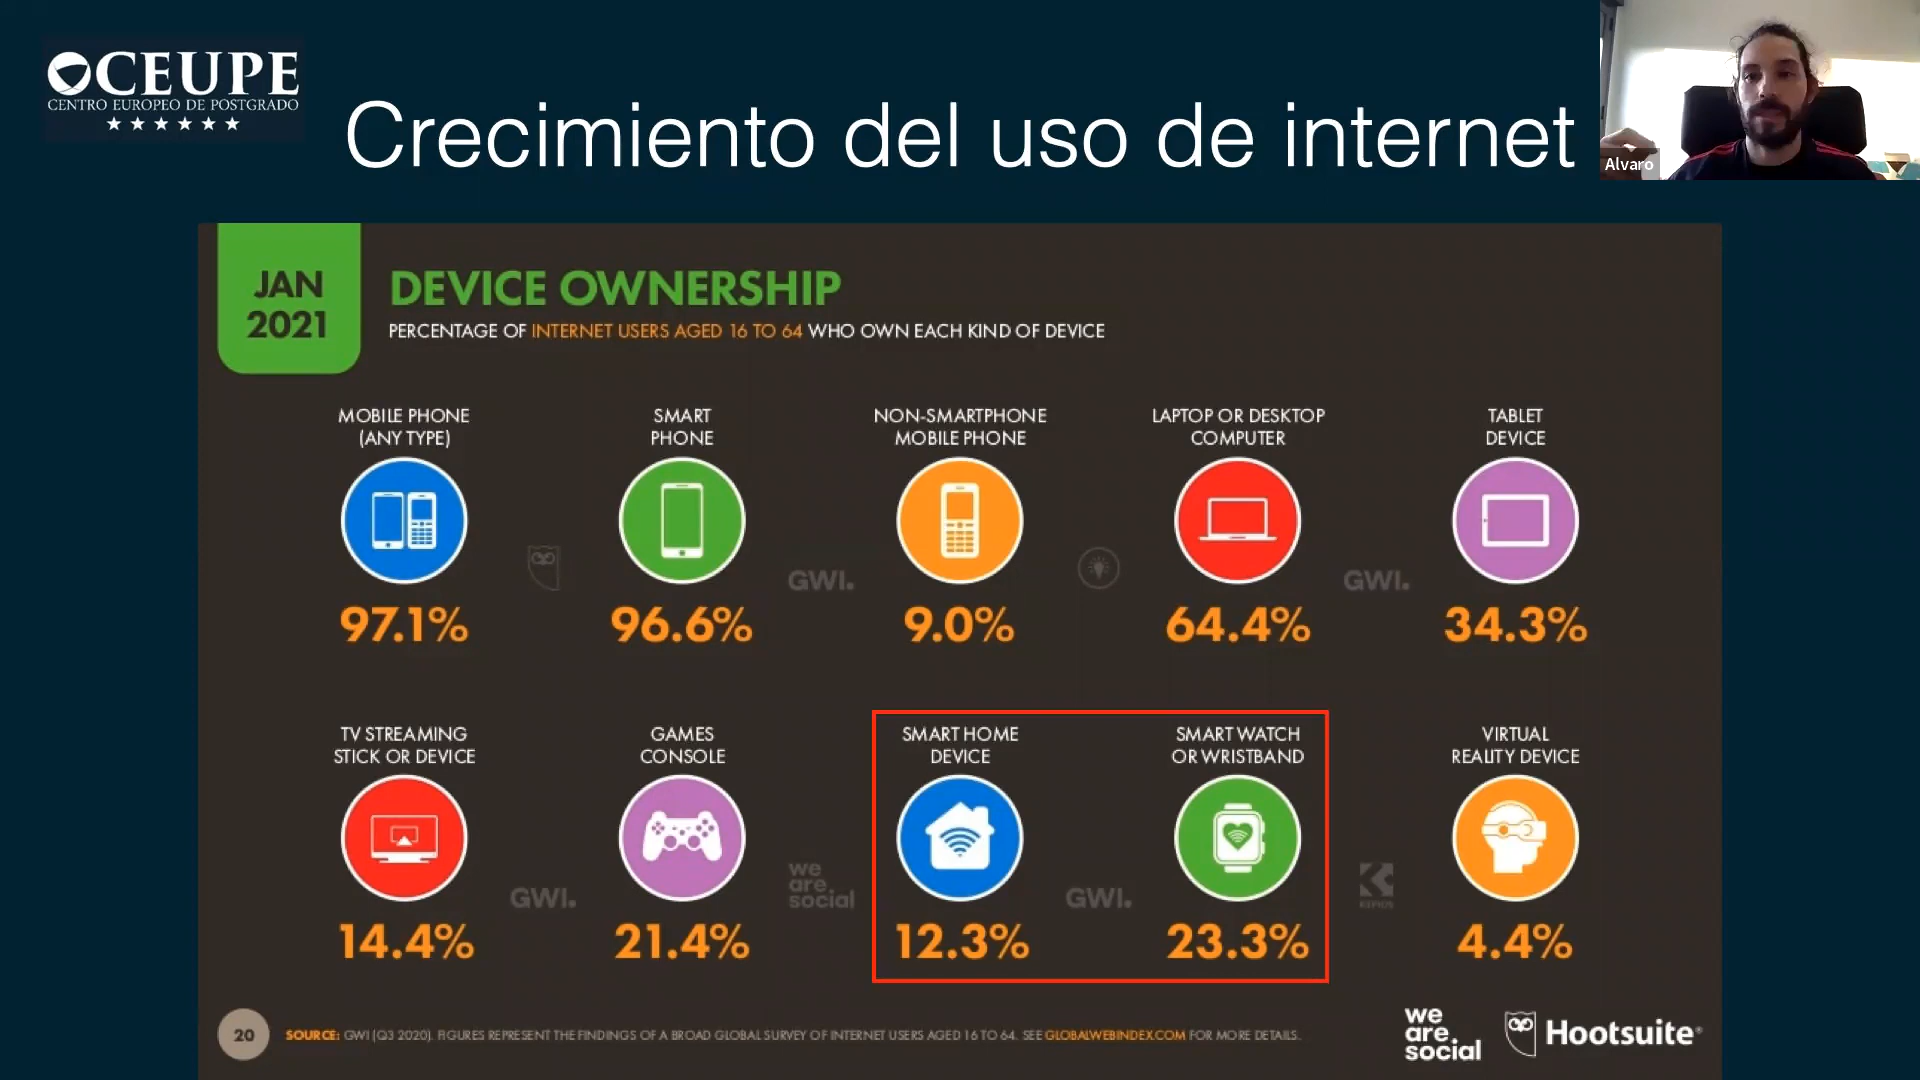 CEUPE
CENTRO EUROPEO DE POSTGRADO
Crecimiento del uso de internet
Alvaro
JAN
2021
DEVICE OWNERSHIP
PERCENTAGE OF INTERNET USERS AGED 16 TO 64 WHO OWN EACH KIND OF DEVICE
MOBILE PHONE
(ANY TYPE)
97.1%
SMART
PHONE
96.6%
NON-SMARTPHONE
MOBILE PHONE
9.0%
LAPTOP OR DESKTOP
COMPUTER
64.4%
TABLET
DEVICE
34.3%
GWI.
GWI.
TV STREAMING
STICK OR DEVICE
14.4%
GAMES
CONSOLE
21.4%
SMART HOME
DEVICE
12.3%
SMART WATCH
OR WRISTBAND
23.3%
VIRTUAL
REALITY DEVICE
4.4%
GWI.
we
are
social
GWI.
KEPIOS
20
SOURCE: GWI (Q3 2020). FIGURES REPRESENT THE FINDINGS OF A BROAD GLOBAL SURVEY OF INTERNET USERS AGED 16 TO 64. SEE GLOBALWEBINDEX.COM FOR MORE DETAILS.
we
are
social
Hootsuite®